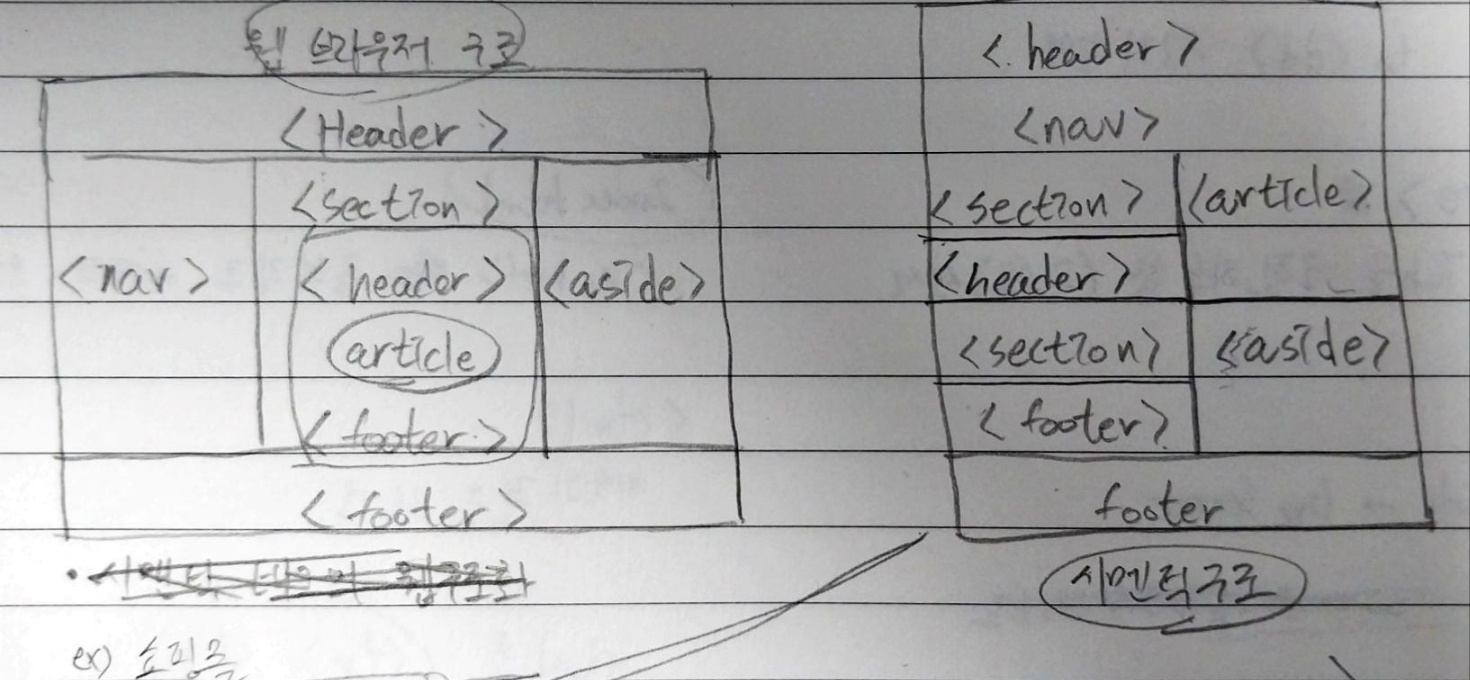 웹 브라우저 구조
<Header>
<nav>
<section>
<header>
article
<footer>
<aside>
<footer>
ex) 쇼핑몰
<header>
<nav>
<section>
<article>
<header>
<section>
<aside>
<footer>
footer
시멘틱구조